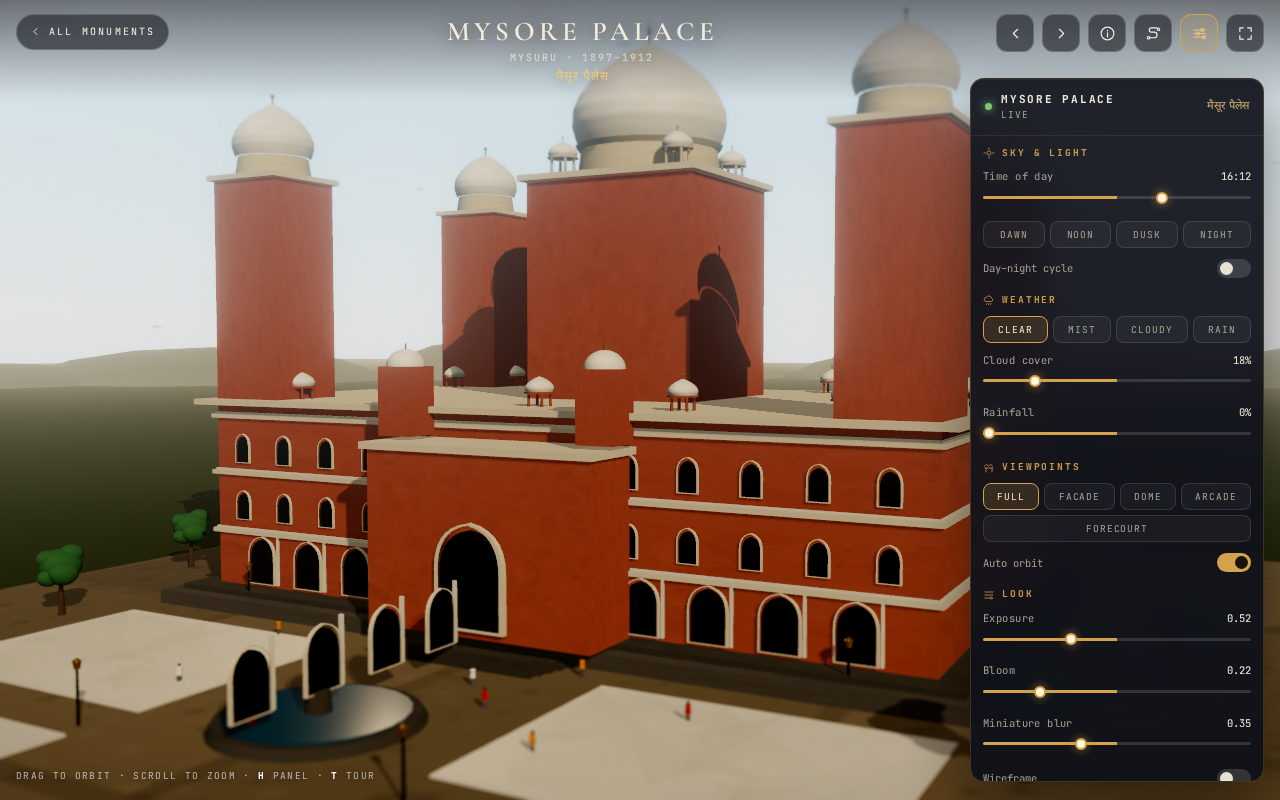 ALL MONUMENTS
MYSORE PALACE
MYSURU · 1897–1912
मैसूर पैलेस
MYSORE PALACE
LIVE
मैसूर पैलेस
SKY & LIGHT
Time of day 16:12
DAWN NOON DUSK NIGHT
Day–night cycle
WEATHER
CLEAR MIST CLOUDY RAIN
Cloud cover 18%
Rainfall 0%
VIEWPOINTS
FULL FACADE DOME ARCADE
FORECOURT
Auto orbit
LOOK
Exposure 0.52
Bloom 0.22
Miniature blur 0.35
Wireframe
DRAG TO ORBIT · SCROLL TO ZOOM · H PANEL · T TOUR